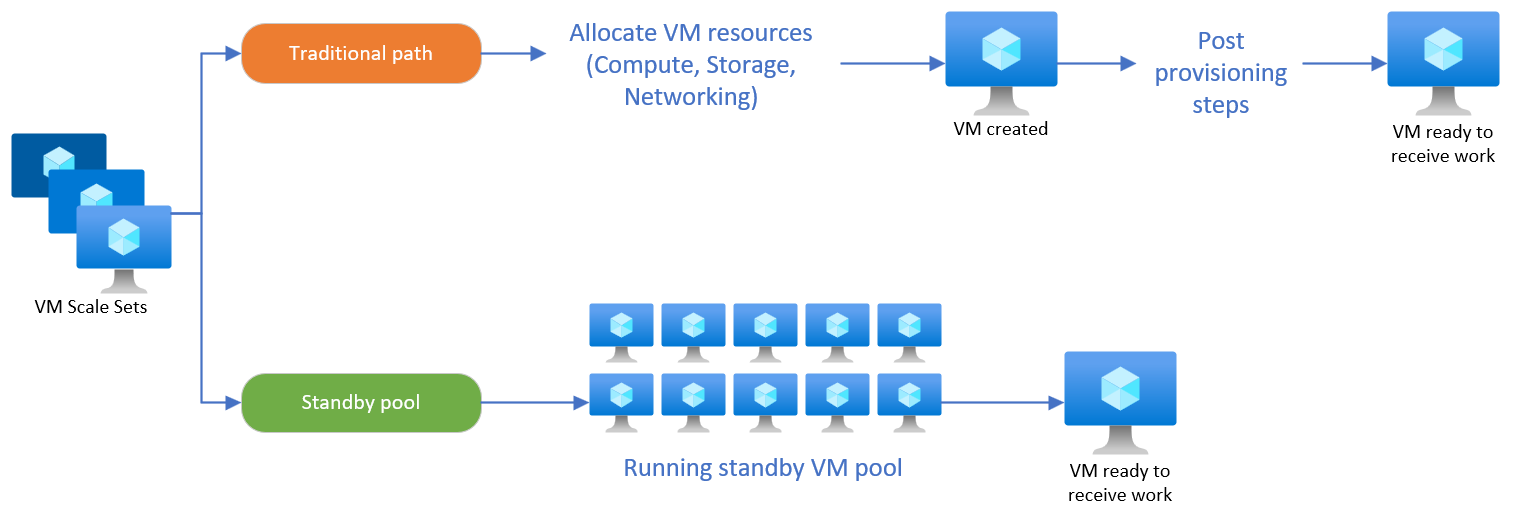 Traditional path
Allocate VM resources
(Compute, Storage,
Networking)
VM created
Post
provisioning
steps
VM ready to
receive work
VM Scale Sets
Standby pool
Running standby VM pool
VM ready to
receive work